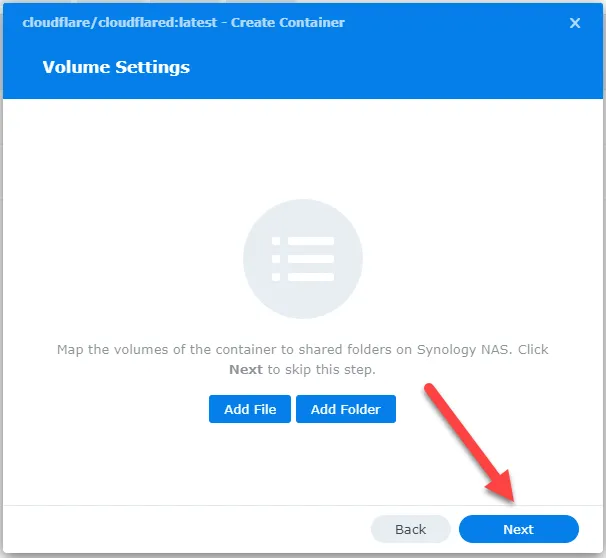 cloudflare/cloudflared:latest - Create Container
Volume Settings
Map the volumes of the container to shared folders on Synology NAS. Click
Next to skip this step.
Add File
Add Folder
Back
Next